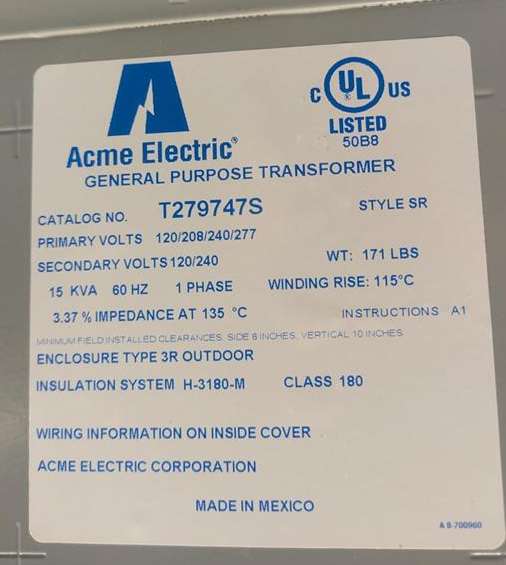 C UL US
LISTED
50B8
Acme Electric®
GENERAL PURPOSE TRANSFORMER
CATALOG NO. T279747S STYLE SR
PRIMARY VOLTS 120/208/240/277
SECONDARY VOLTS 120/240 WT: 171 LBS
15 KVA 60 HZ 1 PHASE WINDING RISE: 115°C
3.37 % IMPEDANCE AT 135 °C INSTRUCTIONS A1
MINIMUM FIELD INSTALLED CLEARANCES, SIDE 6 INCHES, VERTICAL 10 INCHES
ENCLOSURE TYPE 3R OUTDOOR
INSULATION SYSTEM H-3180-M CLASS 180
WIRING INFORMATION ON INSIDE COVER
ACME ELECTRIC CORPORATION
MADE IN MEXICO
A 8-700960